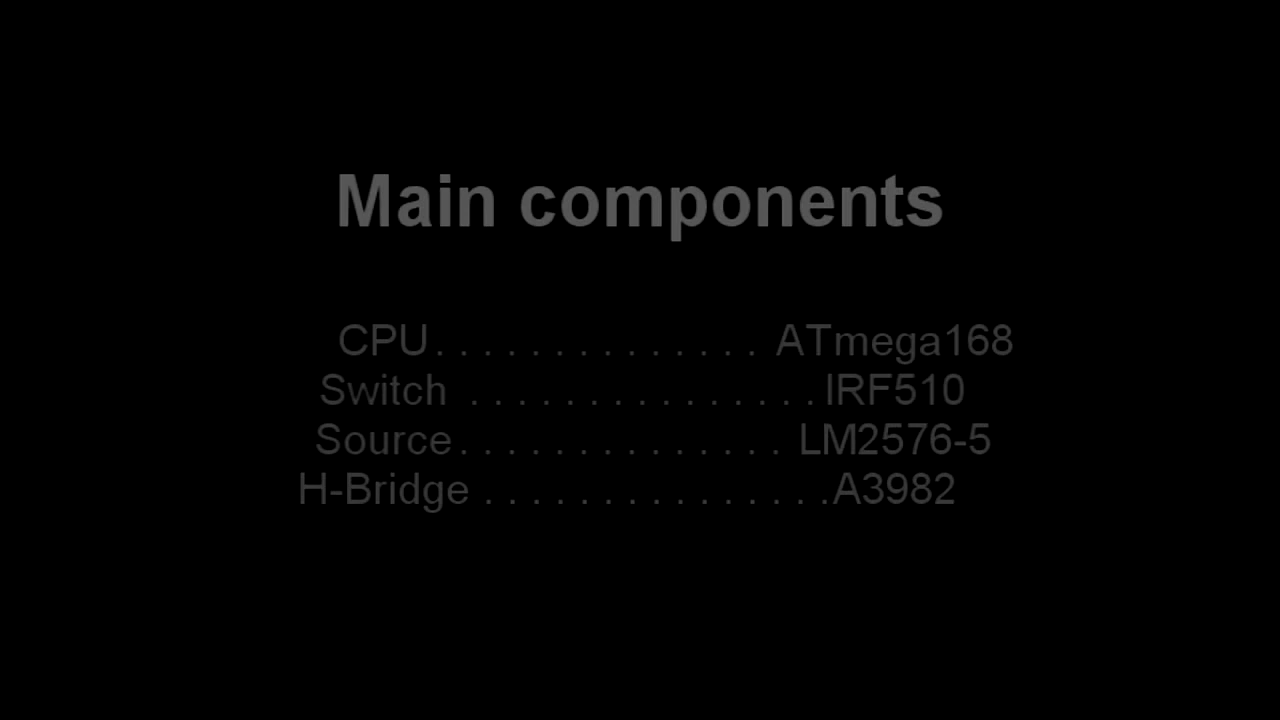 Main components
CPU. . . . . . . . . . . . . . ATmega168
Switch . . . . . . . . . . . . . . .IRF510
Source. . . . . . . . . . . . . . LM2576-5
H-Bridge . . . . . . . . . . . . . . .A3982